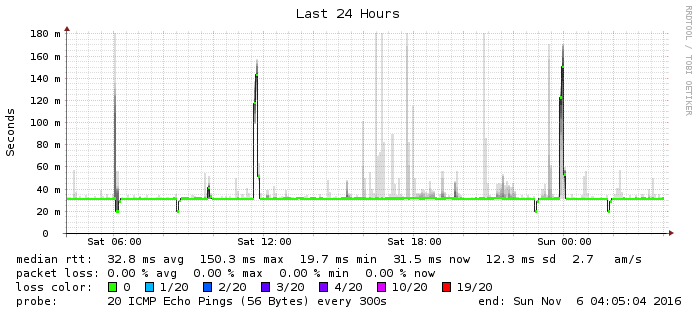 Last 24 Hours
RRDTOOL / TOBI OETIKER
Seconds
180 m
160 m
140 m
120 m
100 m
80 m
60 m
40 m
20 m
0
Sat 06:00 Sat 12:00 Sat 18:00 Sun 00:00
median rtt: 32.8 ms avg 150.3 ms max 19.7 ms min 31.5 ms now 12.3 ms sd 2.7 am/s
packet loss: 0.00 % avg 0.00 % max 0.00 % min 0.00 % now
loss color: 0 1/20 2/20 3/20 4/20 10/20 19/20
probe: 20 ICMP Echo Pings (56 Bytes) every 300s end: Sun Nov 6 04:05:04 2016